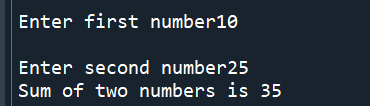 Enter first number10
Enter second number25
Sum of two numbers is 35